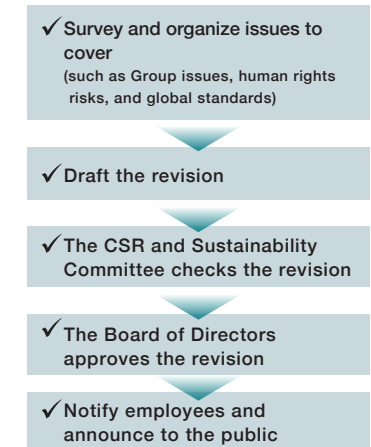 ✓ Survey and organize issues to
cover
(such as Group issues, human rights
risks, and global standards)
✓ Draft the revision
✓ The CSR and Sustainability
Committee checks the revision
✓ The Board of Directors
approves the revision
✓ Notify employees and
announce to the public